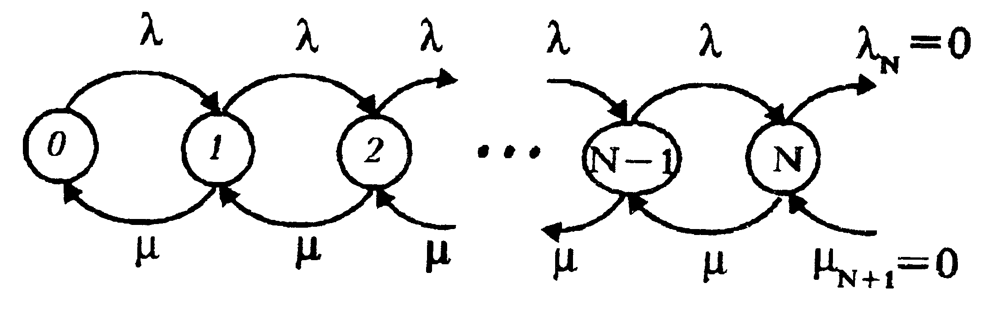 λ λ λ λ λ λ_N = 0
0 1 2 ... N−1 N
μ μ μ μ μ μ_{N+1} = 0